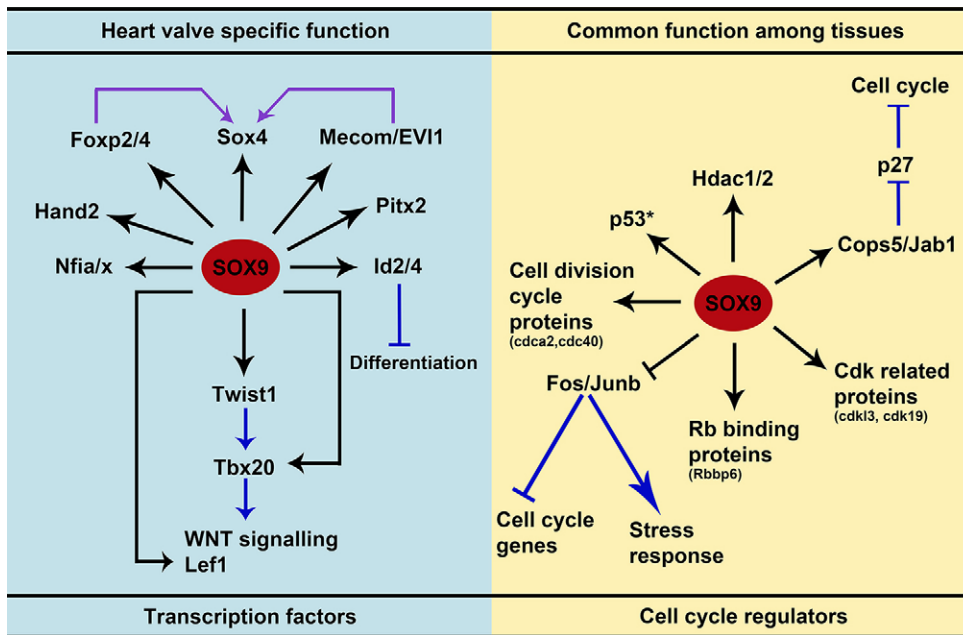 Heart valve specific function
Common function among tissues
Foxp2/4
Sox4
Mecom/EVI1
Hand2
Pitx2
Nfia/x
SOX9
Id2/4
Differentiation
Twist1
Tbx20
WNT signalling
Lef1
Transcription factors
Cell cycle
p27
Hdac1/2
p53*
Cops5/Jab1
Cell division
cycle
proteins
(cdca2,cdc40)
SOX9
Fos/Junb
Cdk related
proteins
(cdkl3, cdk19)
Rb binding
proteins
(Rbbp6)
Cell cycle
genes
Stress
response
Cell cycle regulators